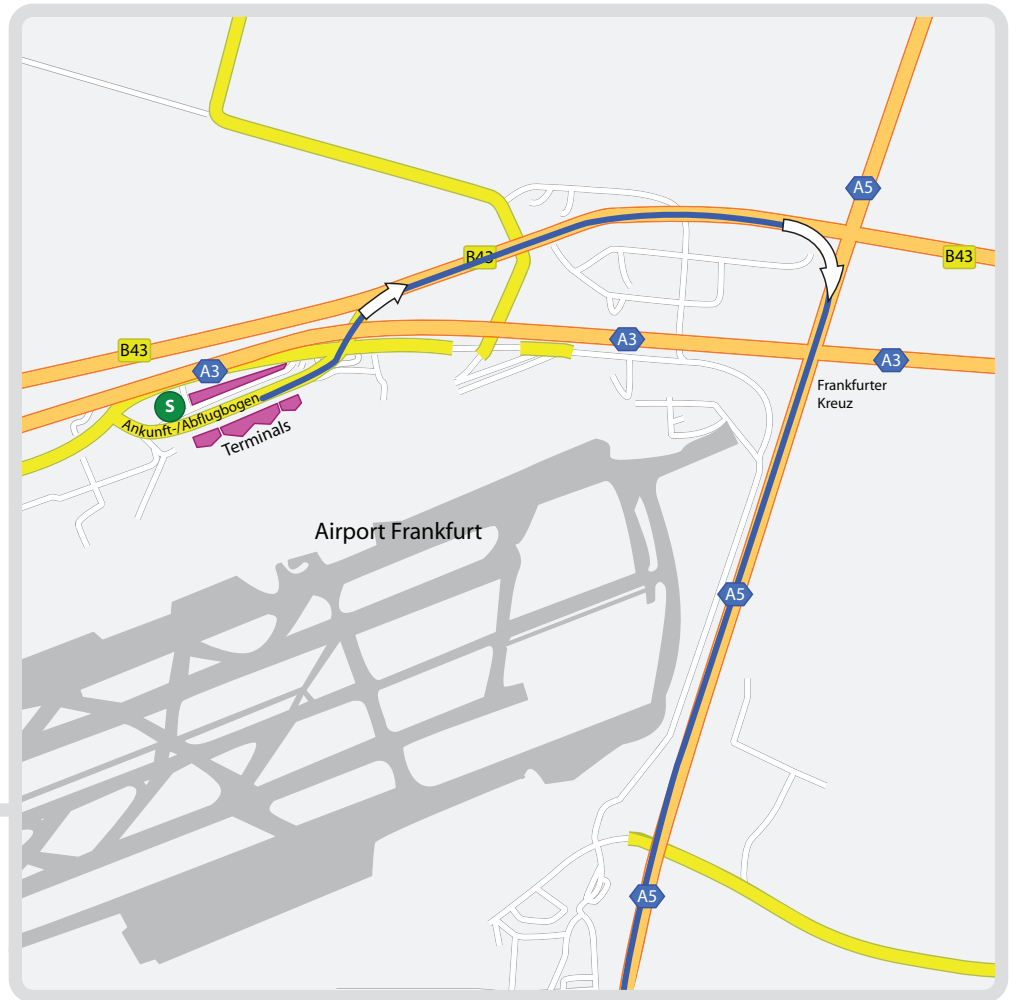 A5
B43
B43
A3
B43
A3
A3
Frankfurter
Kreuz
S
Ankunft-/Abflugbogen
Terminals
Airport Frankfurt
A5
A5